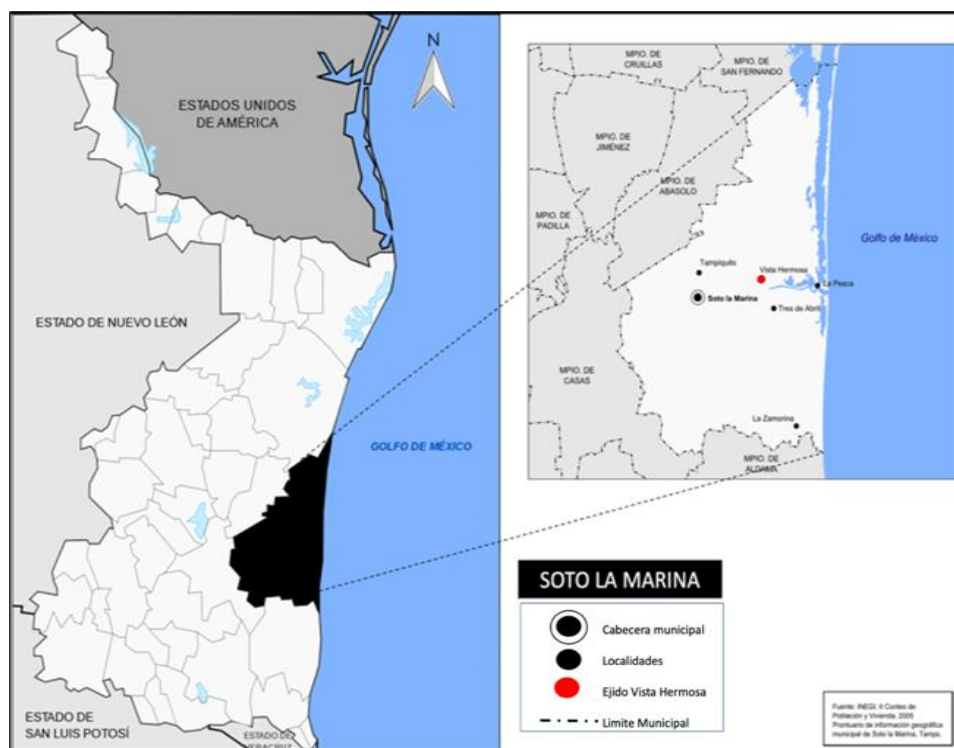 N
ESTADOS UNIDOS
DE AMÉRICA
ESTADO DE NUEVO LEÓN
GOLFO DE MÉXICO
ESTADO DE
SAN LUIS POTOSÍ
ESTADO DE
VERACRUZ
MPIO. DE
CRUILLAS
MPIO. DE
SAN FERNANDO
MPIO. DE
JIMÉNEZ
MPIO. DE
ABASOLO
MPIO. DE
PADILLA
Golfo de México
Tampiquito
Vista Hermosa
La Pesca
Soto la Marina
Tres de Abril
MPIO. DE
CASAS
La Zamorina
MPIO. DE
ALDAMA
SOTO LA MARINA
Cabecera municipal
Localidades
Ejido Vista Hermosa
Limite Municipal
Fuente: INEGI. II Conteo de
Población y Vivienda, 2005
Prontuario de información geográfica
municipal de Soto la Marina, Tamps.